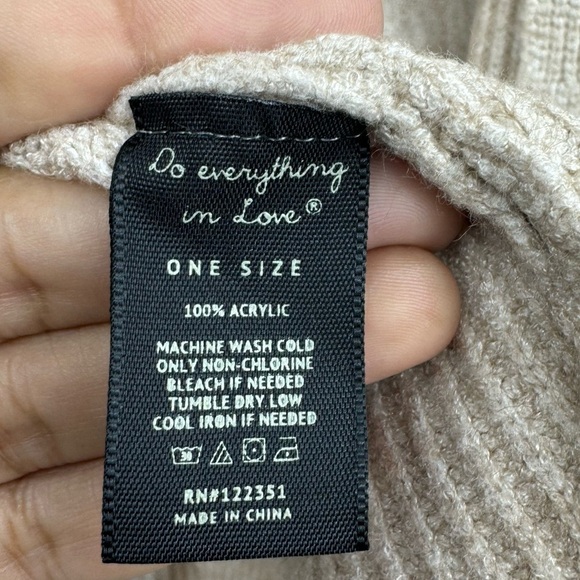 Do everything
in Love®
ONE SIZE
100% ACRYLIC
MACHINE WASH COLD
ONLY NON-CHLORINE
BLEACH IF NEEDED
TUMBLE DRY LOW
COOL IRON IF NEEDED
30
RN#122351
MADE IN CHINA